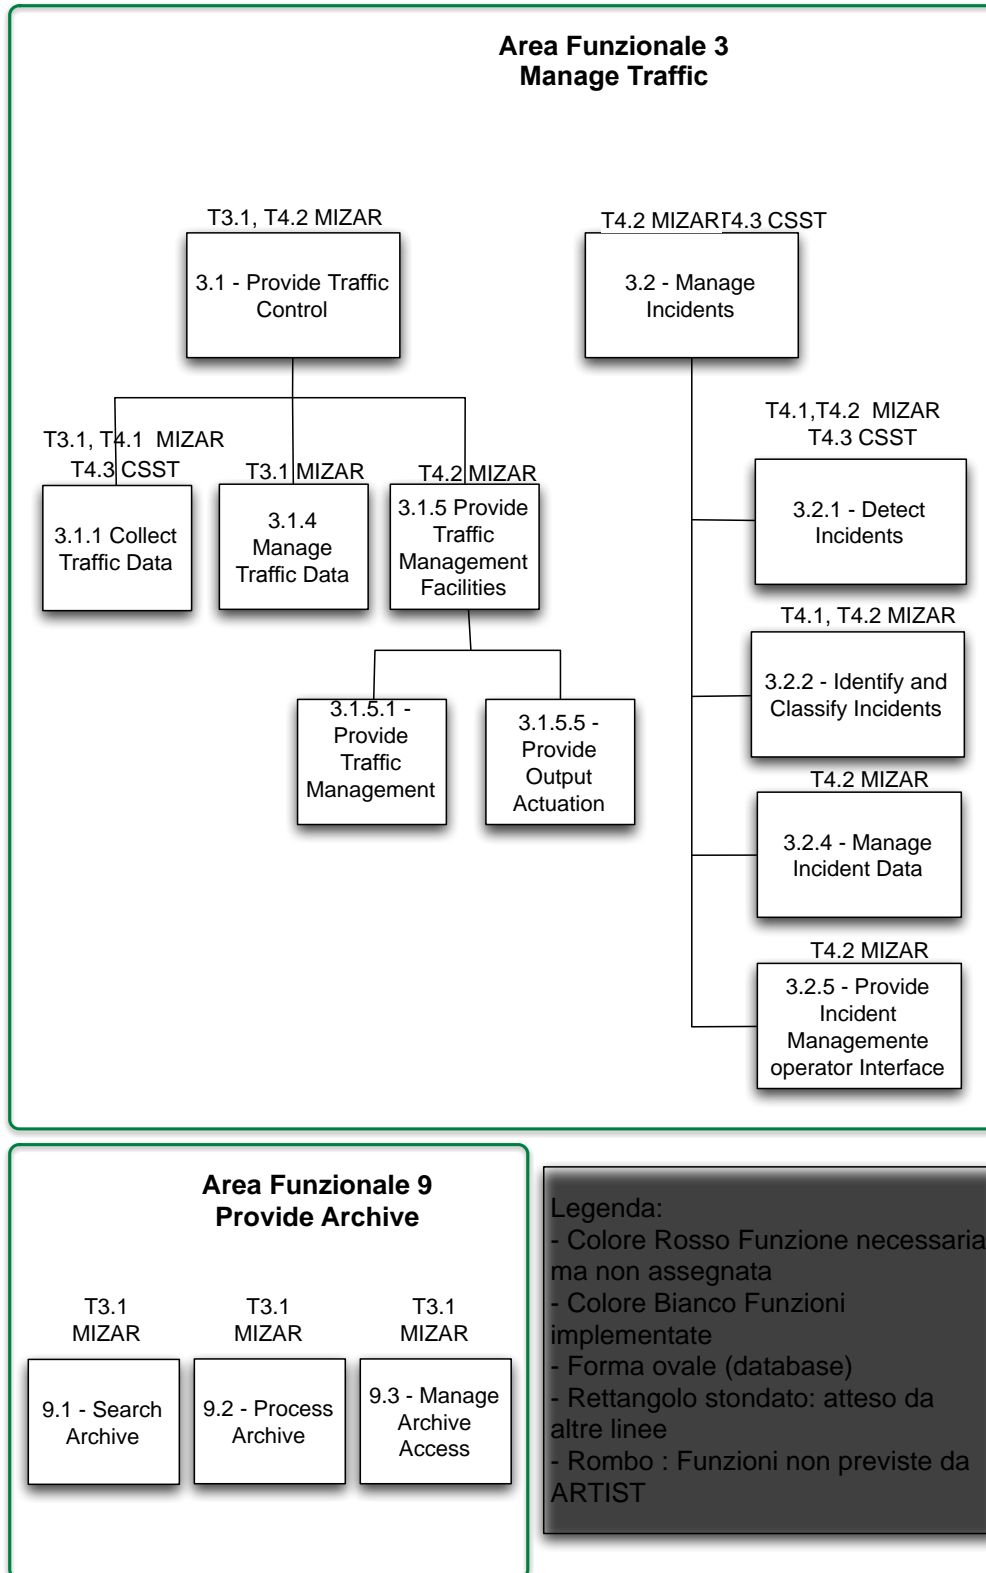 Area Funzionale 3
Manage Traffic
T3.1, T4.2 MIZAR
3.1 - Provide Traffic
Control
T4.2 MIZAR
T4.3 CSST
3.2 - Manage
Incidents
T3.1, T4.1 MIZAR
T4.3 CSST
3.1.1 Collect
Traffic Data
T3.1 MIZAR
3.1.4
Manage
Traffic Data
T4.2 MIZAR
3.1.5 Provide
Traffic
Management
Facilities
3.1.5.1 -
Provide
Traffic
Management
3.1.5.5 -
Provide
Output
Actuation
T4.1,T4.2 MIZAR
T4.3 CSST
3.2.1 - Detect
Incidents
T4.1, T4.2 MIZAR
3.2.2 - Identify and
Classify Incidents
T4.2 MIZAR
3.2.4 - Manage
Incident Data
T4.2 MIZAR
3.2.5 - Provide
Incident
Managemente
operator Interface
Area Funzionale 9
Provide Archive
T3.1
MIZAR
9.1 - Search
Archive
T3.1
MIZAR
9.2 - Process
Archive
T3.1
MIZAR
9.3 - Manage
Archive
Access
Legenda:
- Colore Rosso Funzione necessaria
ma non assegnata
- Colore Bianco Funzioni
implementate
- Forma ovale (database)
- Rettangolo stondato: atteso da
altre linee
- Rombo : Funzioni non previste da
ARTIST